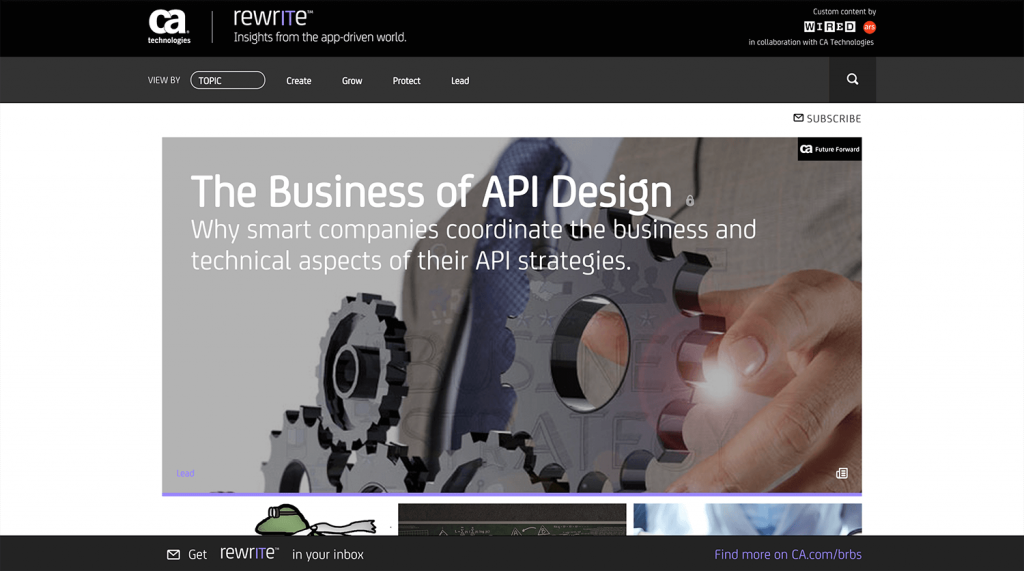 ca
technologies
rewrITE™
Insights from the app-driven world.
Custom content by
WIRED ars
in collaboration with CA Technologies
VIEW BY TOPIC Create Grow Protect Lead
SUBSCRIBE
ca Future Forward
The Business of API Design
Why smart companies coordinate the business and
technical aspects of their API strategies.
BUSINESS
STRATEGY
Lead
Get rewrITE™ in your inbox
Find more on CA.com/brbs